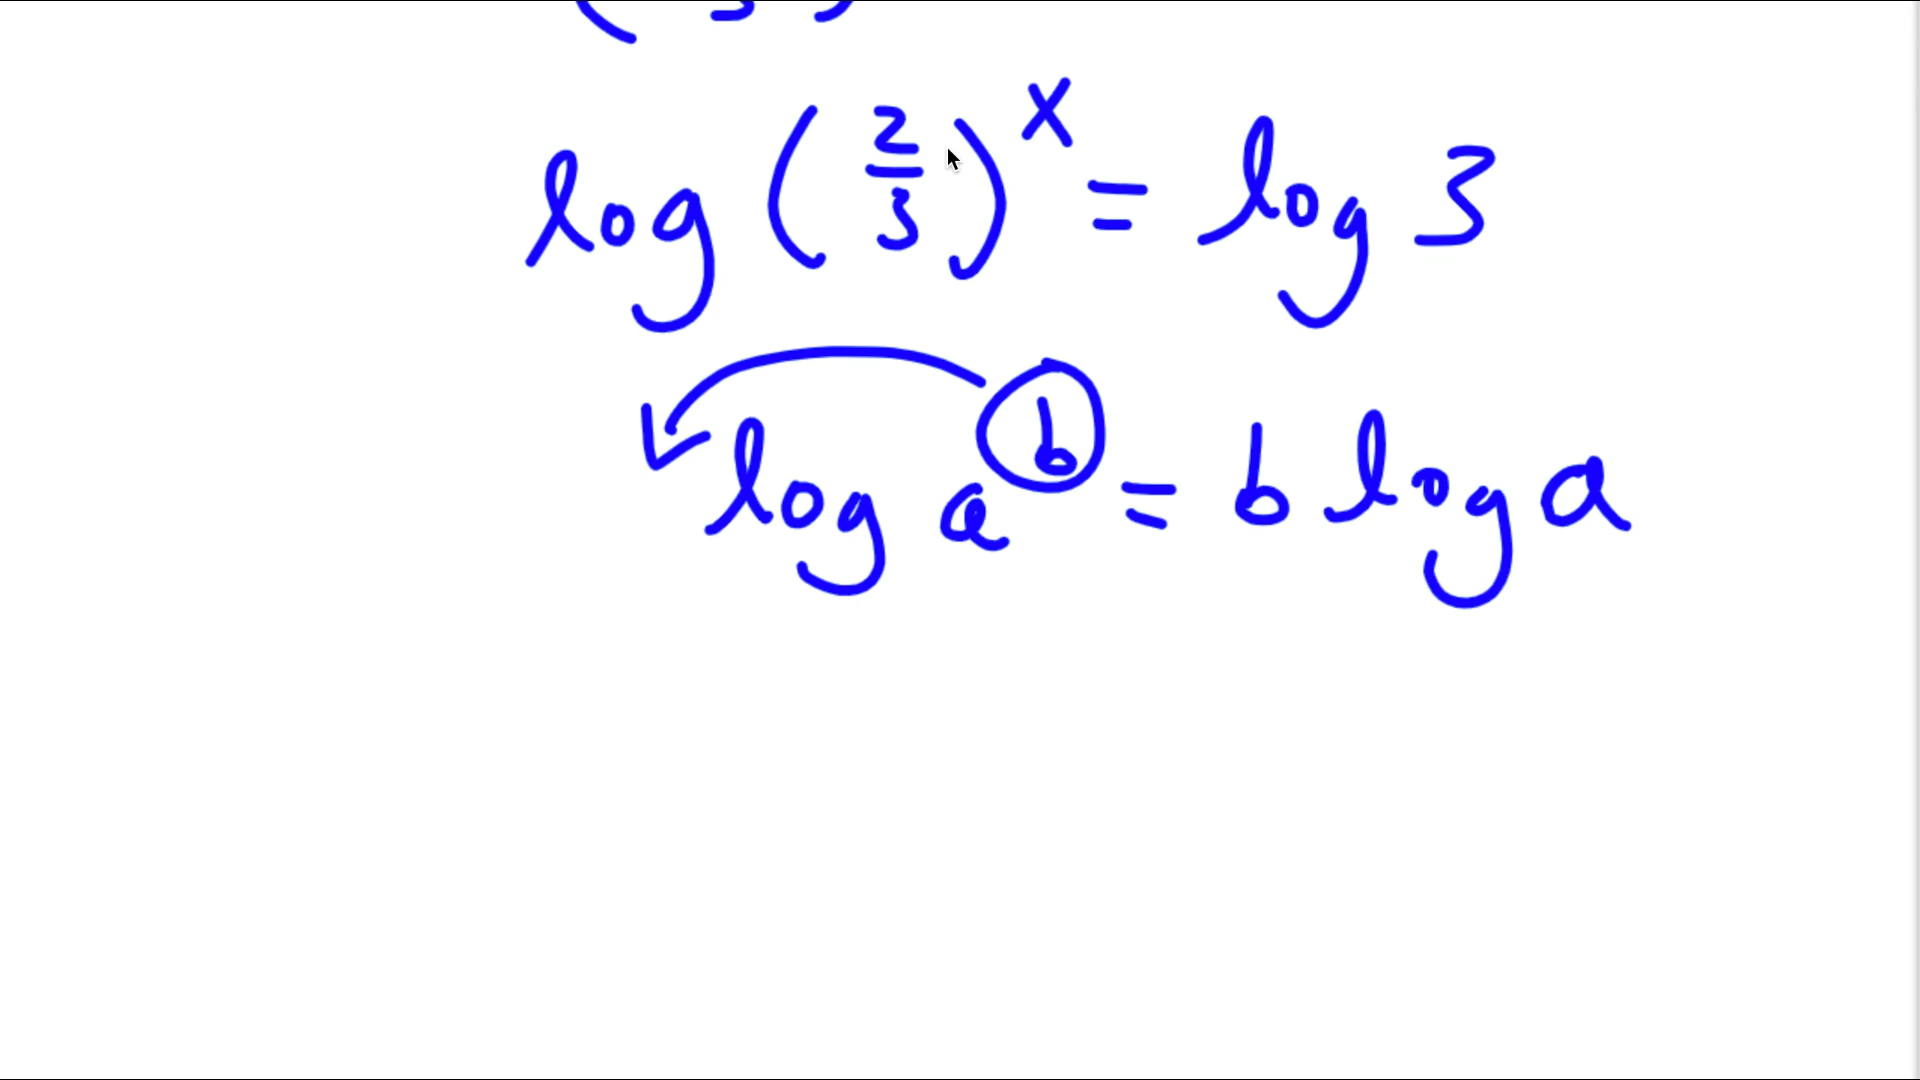 log (2/3)^x = log 3
log a^b = b log a